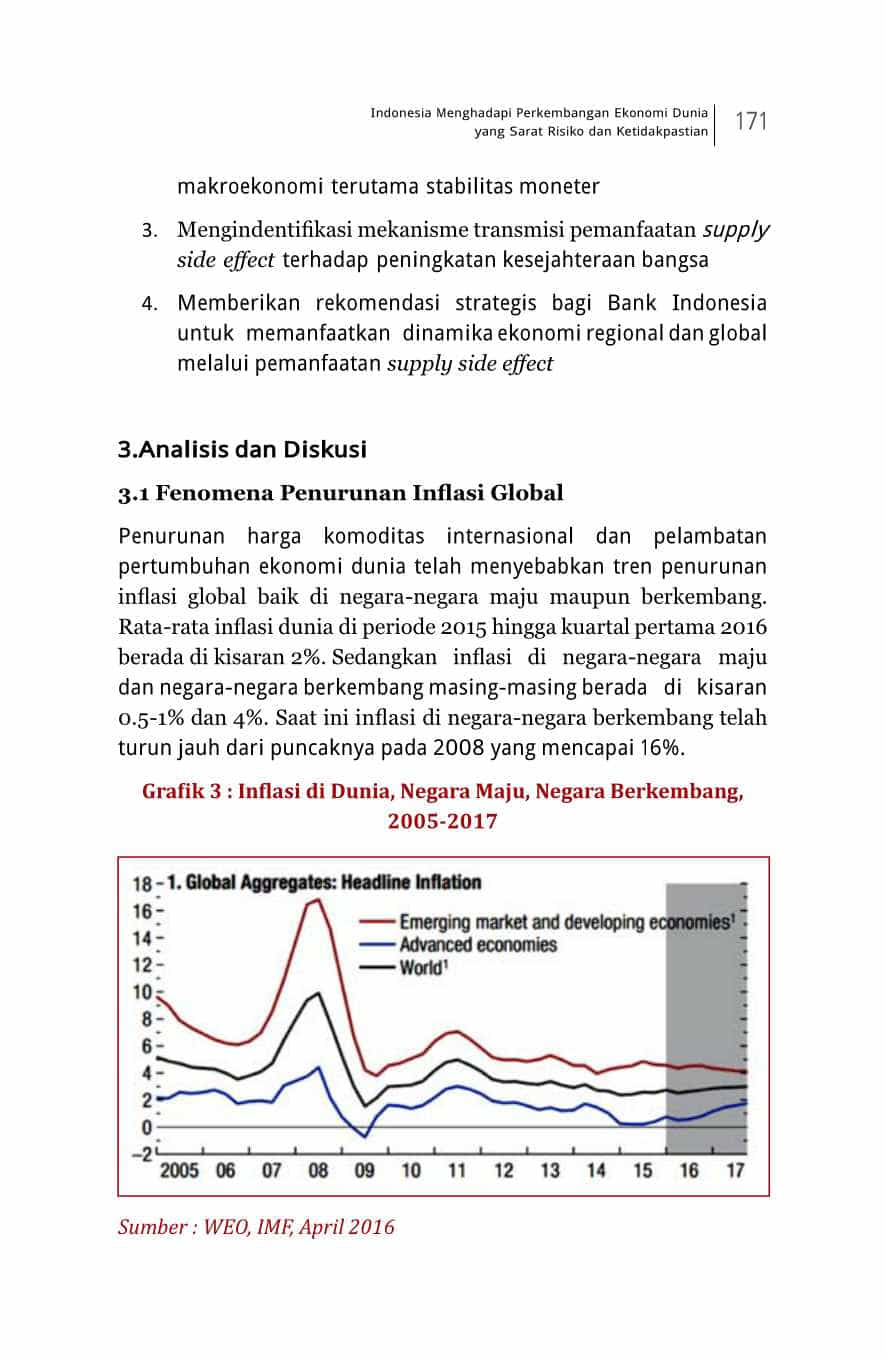 Indonesia Menghadapi Perkembangan Ekonomi Dunia
yang Sarat Risiko dan Ketidakpastian
171
makroekonomi terutama stabilitas moneter
3. Mengindentifikasi mekanisme transmisi pemanfaatan supply
side effect terhadap peningkatan kesejahteraan bangsa
4. Memberikan rekomendasi strategis bagi Bank Indonesia
untuk memanfaatkan dinamika ekonomi regional dan global
melalui pemanfaatan supply side effect
3.Analisis dan Diskusi
3.1 Fenomena Penurunan Inflasi Global
Penurunan harga komoditas internasional dan pelambatan
pertumbuhan ekonomi dunia telah menyebabkan tren penurunan
inflasi global baik di negara-negara maju maupun berkembang.
Rata-rata inflasi dunia di periode 2015 hingga kuartal pertama 2016
berada di kisaran 2%. Sedangkan inflasi di negara-negara maju
dan negara-negara berkembang masing-masing berada di kisaran
0.5-1% dan 4%. Saat ini inflasi di negara-negara berkembang telah
turun jauh dari puncaknya pada 2008 yang mencapai 16%.
Grafik 3 : Inflasi di Dunia, Negara Maju, Negara Berkembang,
2005-2017
18 1. Global Aggregates: Headline Inflation
16
Emerging market and developing economies¹
14
Advanced economies
12
World¹
10
8
6
4
2
0
–2
2005 06 07 08 09 10 11 12 13 14 15 16 17
Sumber : WEO, IMF, April 2016